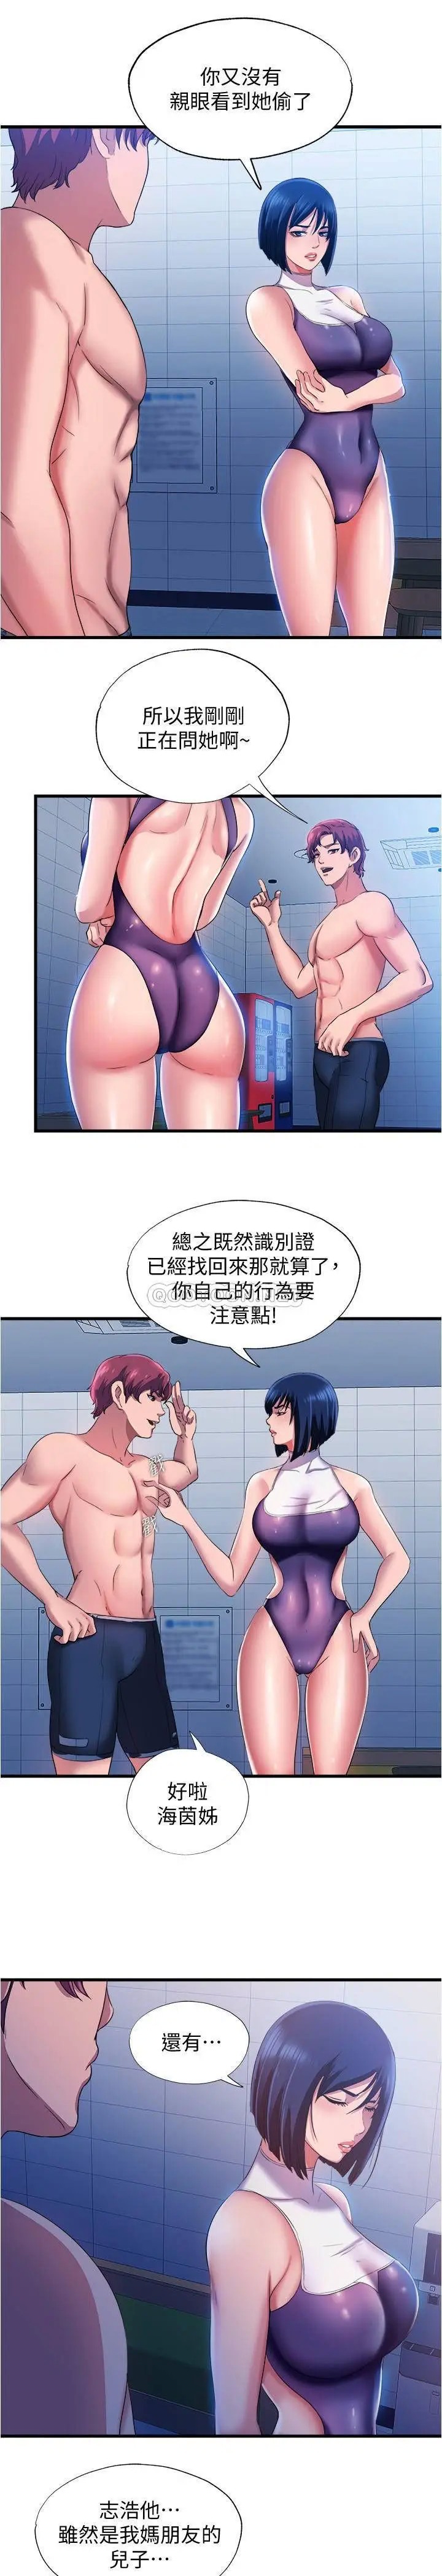 你又沒有
親眼看到她偷了
所以我剛剛
正在問她啊~
總之既然識別證
已經找回來那就算了，
你自己的行為要
注意點!
戳
戳
好啦
海茵姊
還有…
志浩他…
雖然是我媽朋友的
兒子…